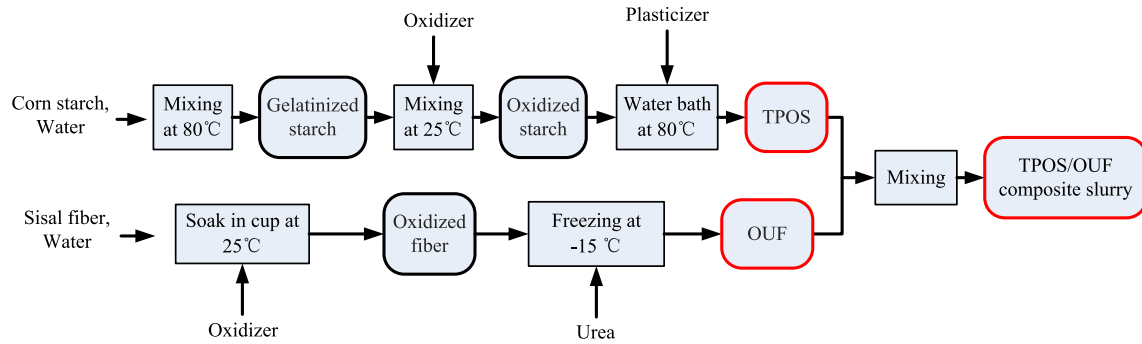 Oxidizer
Plasticizer
Corn starch,
Water
Mixing
at 80℃
Gelatinized
starch
Mixing
at 25℃
Oxidized
starch
Water bath
at 80℃
TPOS
Mixing
TPOS/OUF
composite slurry
Sisal fiber,
Water
Soak in cup at
25℃
Oxidized
fiber
Freezing at
-15 ℃
OUF
Oxidizer
Urea